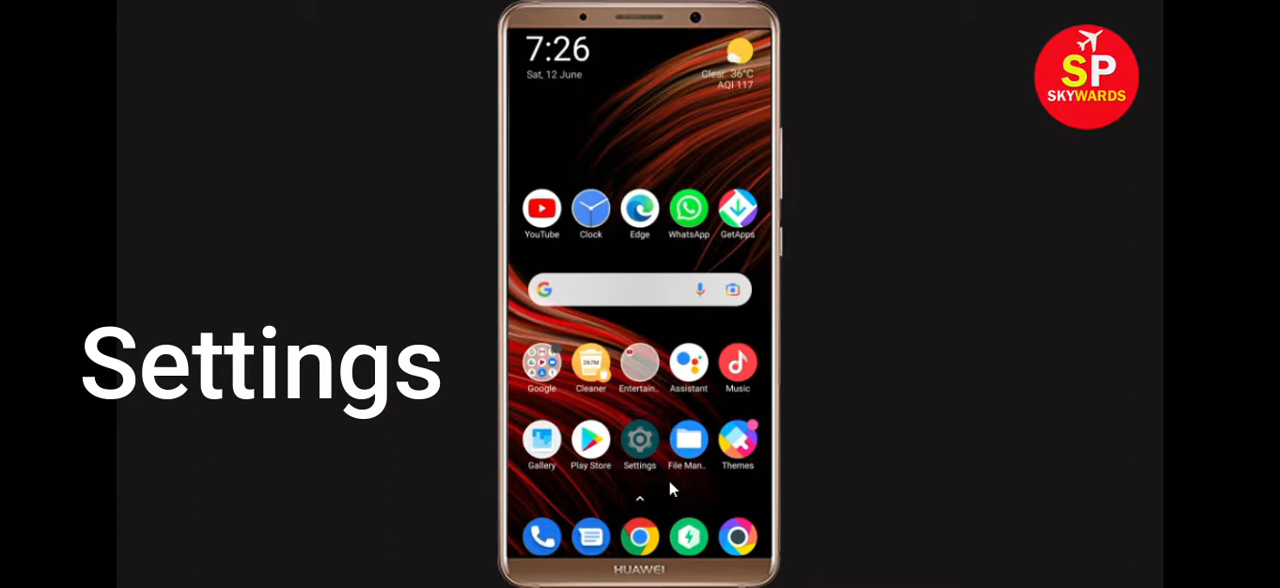 7:26
Sat, 12 June
Clear 36°C
AQI 117
SP
SKYWARDS
YouTube
Clock
Edge
WhatsApp
GetApps
Settings
267M
Google
Cleaner
Entertain..
Assistant
Music
Gallery
Play Store
Settings
File Man..
Themes
HUAWEI